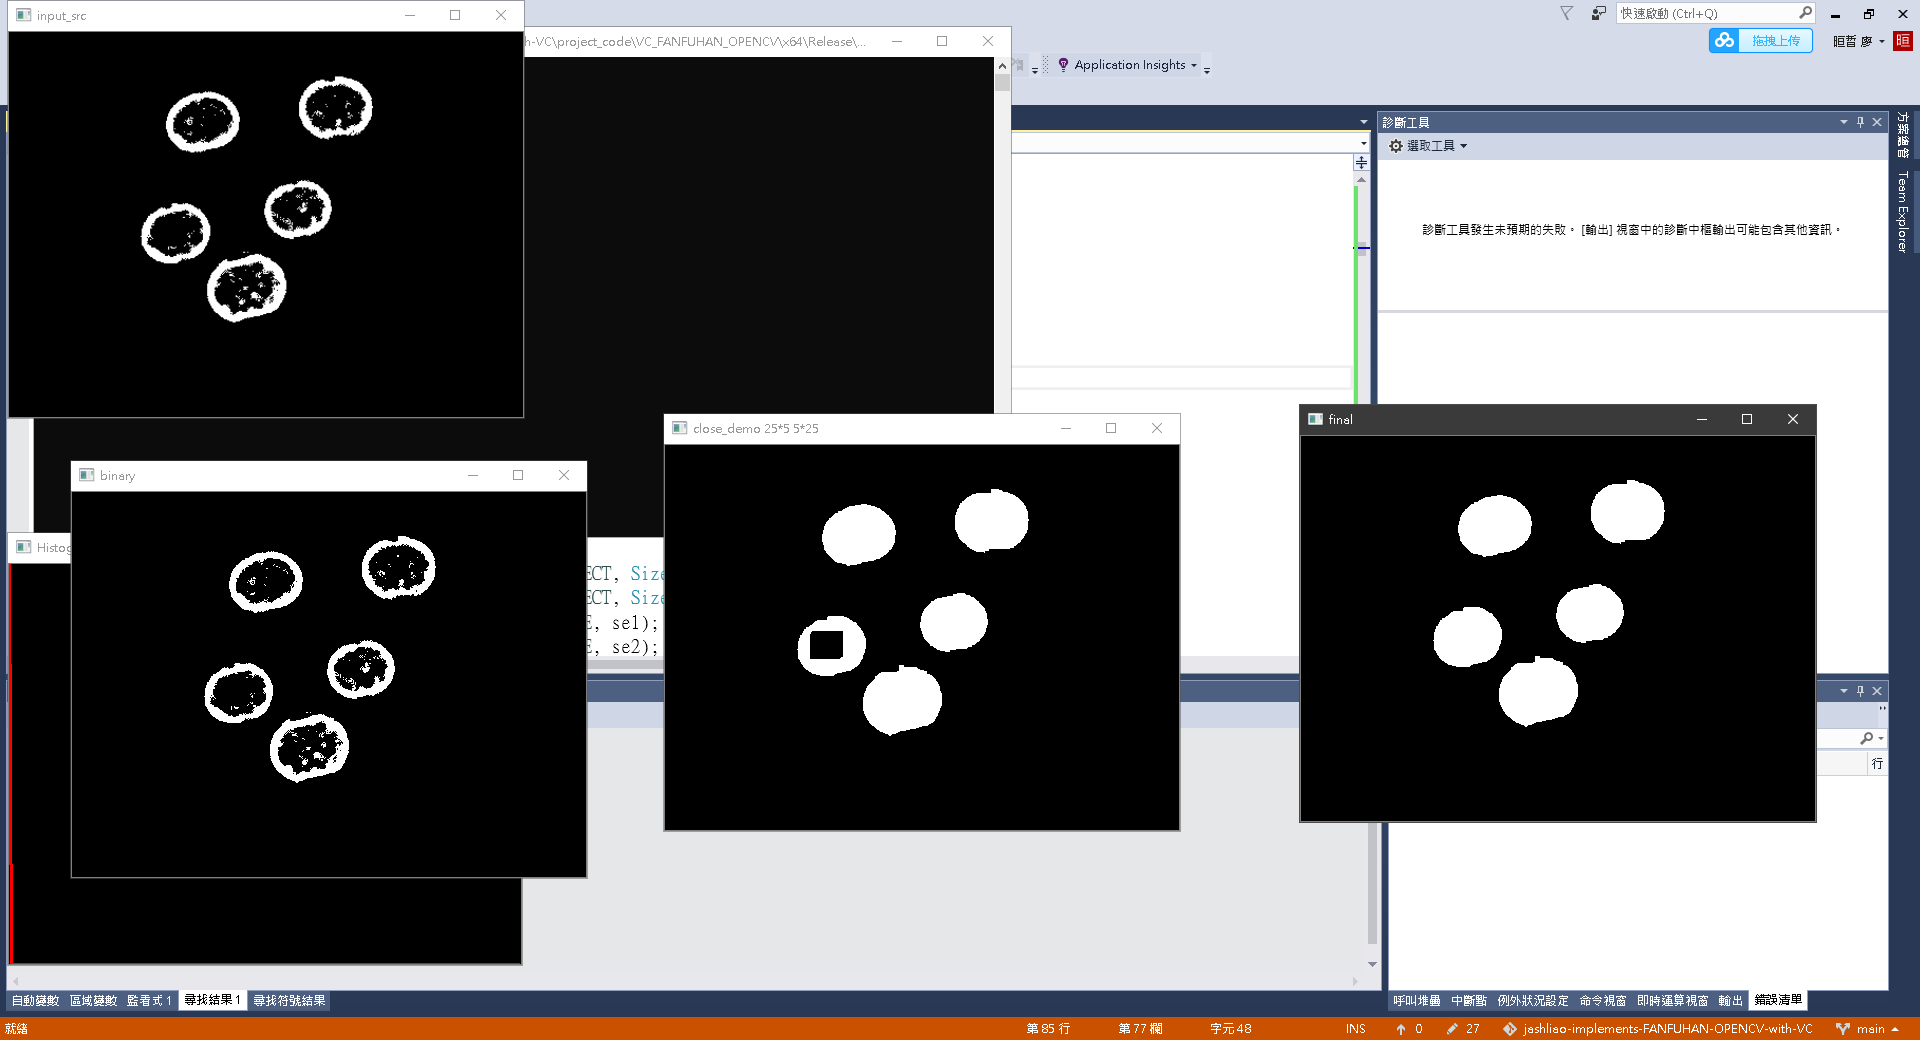 input_src
h-VC\project_code\VC_FANFUHAN_OPENCV\x64\Release\...
快速啟動 (Ctrl+Q)
拖拽上传
晅哲 廖
晅
Application Insights
診斷工具
選取工具
診斷工具發生未預期的失敗。 [輸出] 視窗中的診斷中樞輸出可能包含其他資訊。
方案總管
Team Explorer
close_demo 25*5 5*25
final
binary
Histog
ECT, Size
ECT, Size
E, se1);
E, se2);
行
自動變數 區域變數 監看式 1 尋找結果 1 尋找符號結果
呼叫堆疊 中斷點 例外狀況設定 命令視窗 即時運算視窗 輸出 錯誤清單
就緒
第 85 行 第 77 欄 字元 48 INS 0 27 jashliao-implements-FANFUHAN-OPENCV-with-VC main